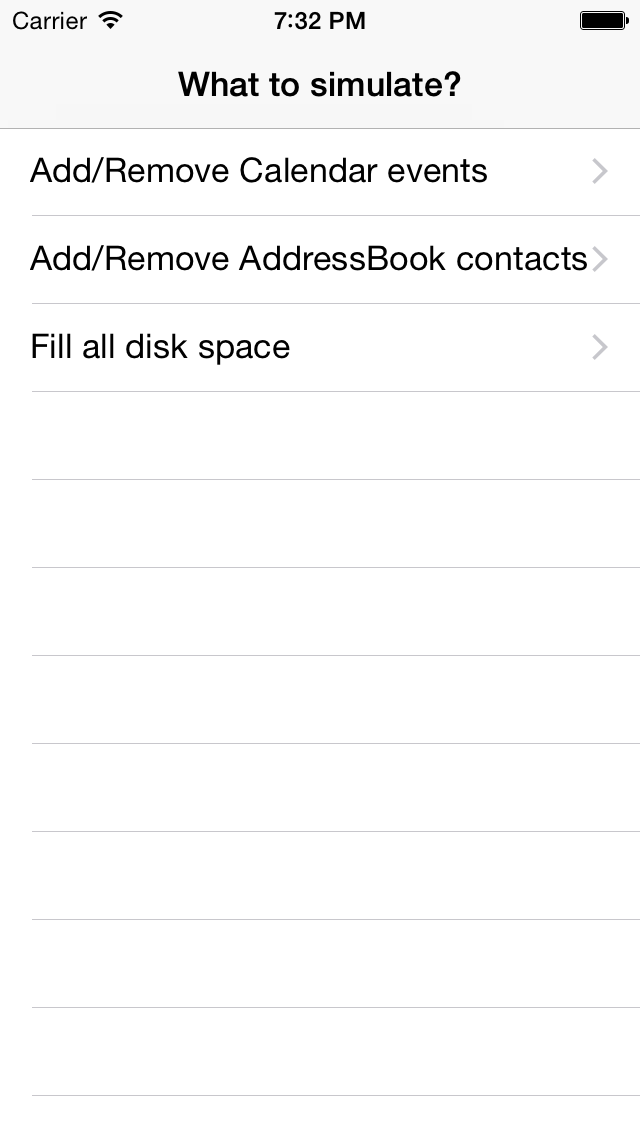 Carrier 7:32 PM
What to simulate?
Add/Remove Calendar events
Add/Remove AddressBook contacts
Fill all disk space